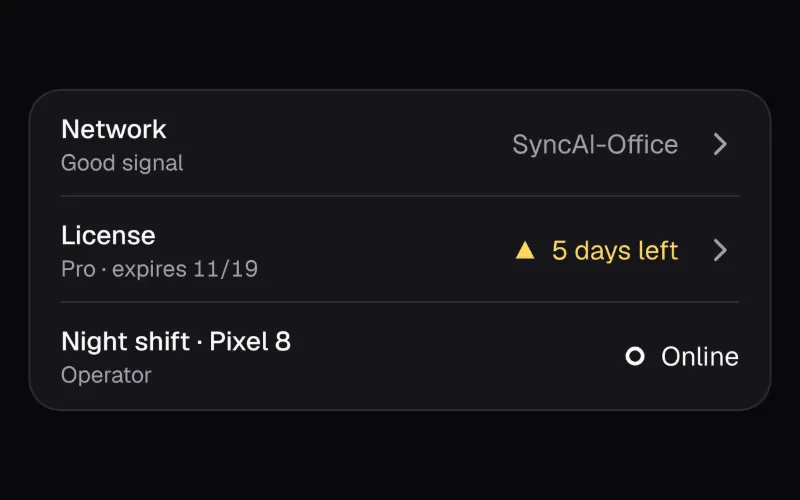 Network
Good signal
SyncAI-Office
License
Pro · expires 11/19
5 days left
Night shift · Pixel 8
Operator
Online